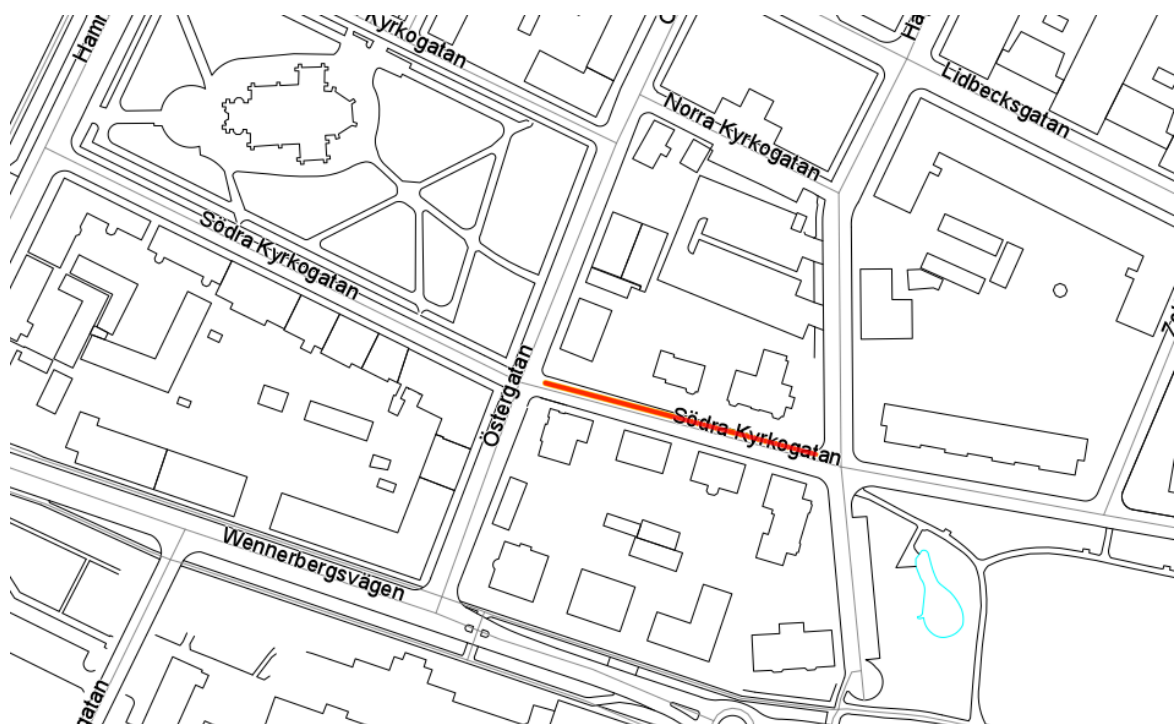 Kyrkogatan
Lidbecksgatan
Norra Kyrkogatan
Södra Kyrkogatan
Östergatan
Södra Kyrkogatan
Wennerbergsvägen